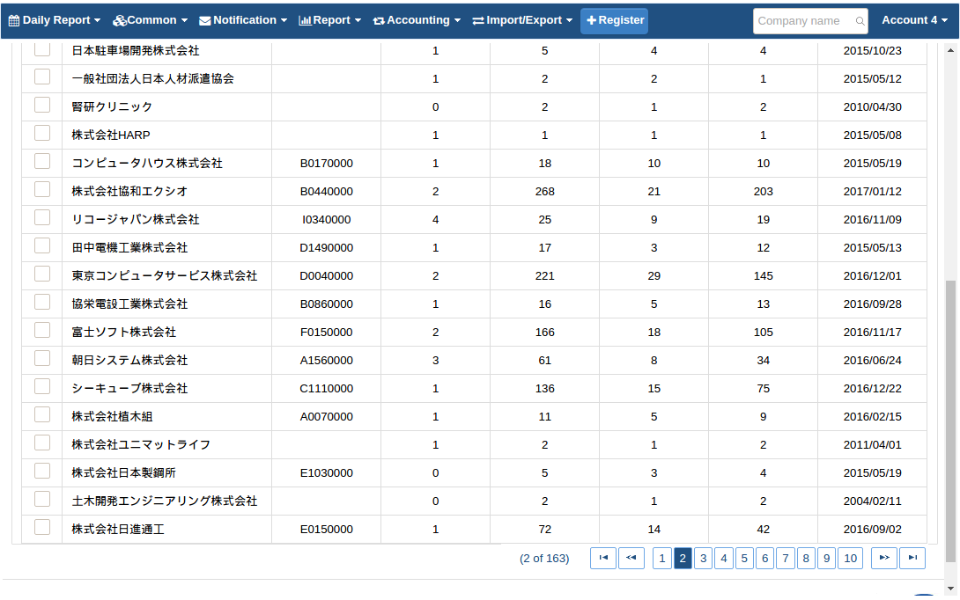 Daily Report Common Notification Report Accounting Import/Export Register Company name Account 4
日本駐車場開発株式会社 1 5 4 4 2015/10/23
一般社団法人日本人材派遣協会 1 2 2 1 2015/05/12
腎研クリニック 0 2 1 2 2010/04/30
株式会社HARP 1 1 1 1 2015/05/08
コンピュータハウス株式会社 B0170000 1 18 10 10 2015/05/19
株式会社協和エクシオ B0440000 2 268 21 203 2017/01/12
リコージャパン株式会社 I0340000 4 25 9 19 2016/11/09
田中電機工業株式会社 D1490000 1 17 3 12 2015/05/13
東京コンピュータサービス株式会社 D0040000 2 221 29 145 2016/12/01
協栄電設工業株式会社 B0860000 1 16 5 13 2016/09/28
富士ソフト株式会社 F0150000 2 166 18 105 2016/11/17
朝日システム株式会社 A1560000 3 61 8 34 2016/06/24
シーキューブ株式会社 C1110000 1 136 15 75 2016/12/22
株式会社植木組 A0070000 1 11 5 9 2016/02/15
株式会社ユニマットライフ 1 2 1 2 2011/04/01
株式会社日本製鋼所 E1030000 0 5 3 4 2015/05/19
土木開発エンジニアリング株式会社 0 2 1 2 2004/02/11
株式会社日進通工 E0150000 1 72 14 42 2016/09/02
(2 of 163) 1 2 3 4 5 6 7 8 9 10